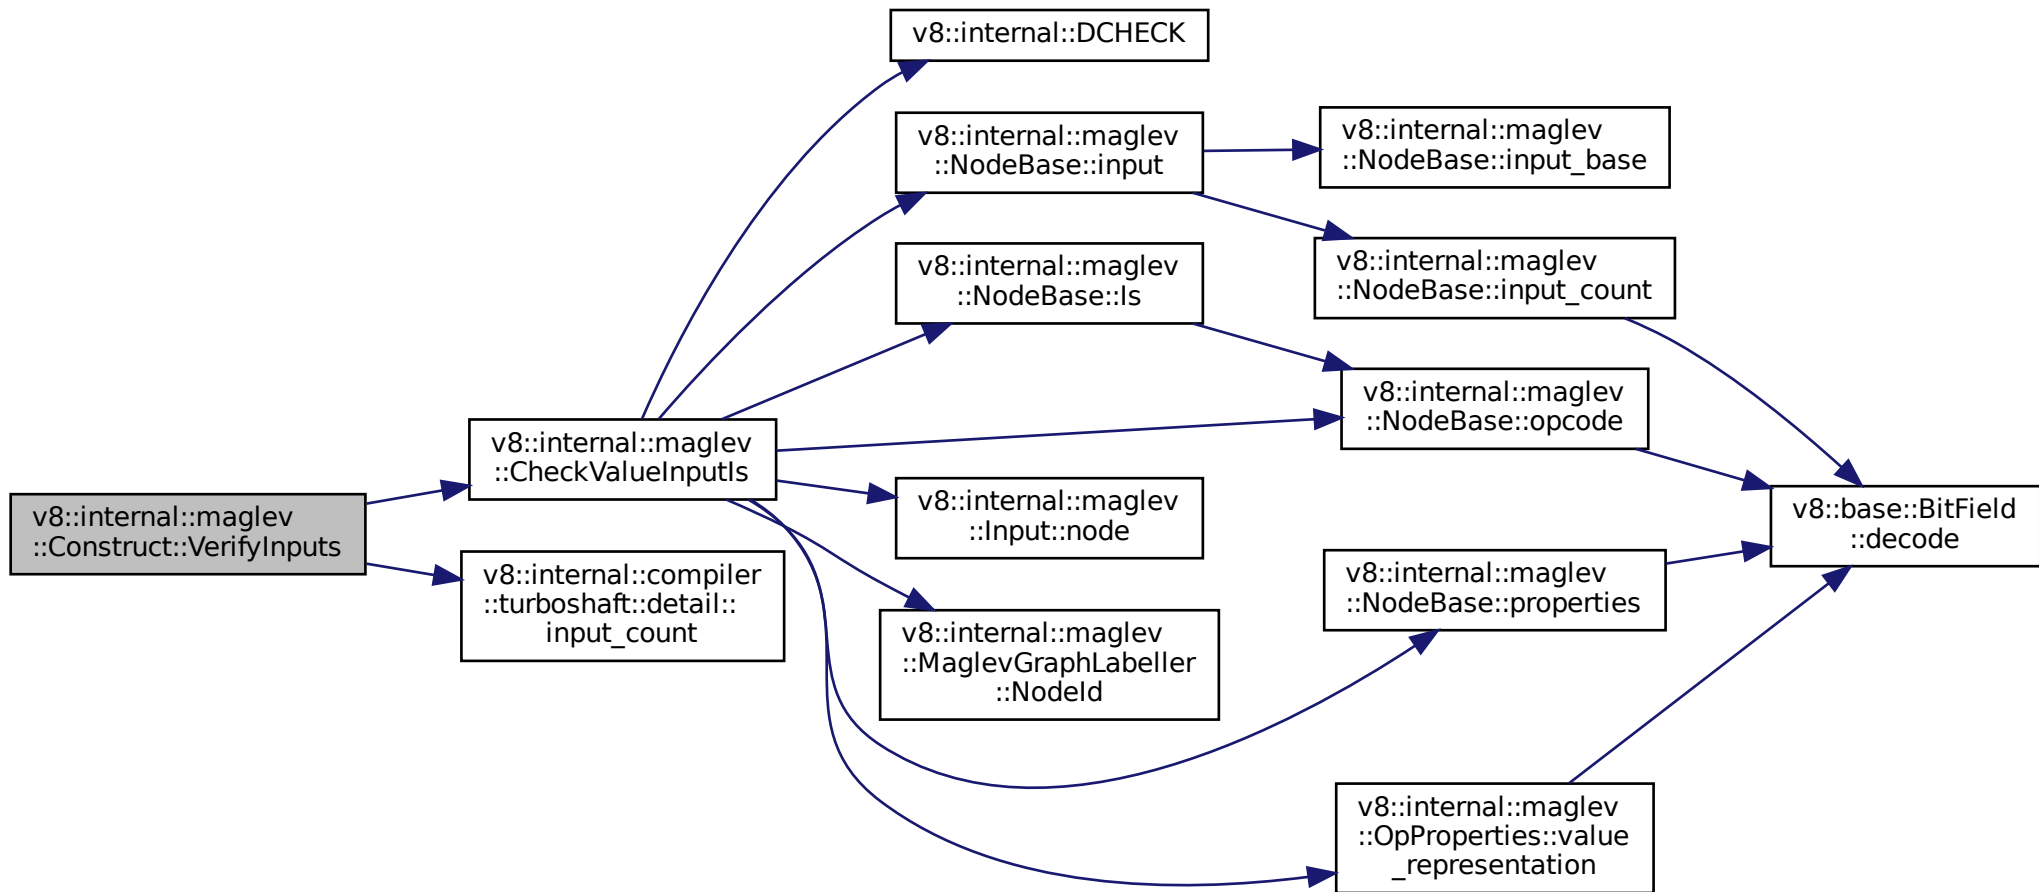 v8::internal::DCHECK
v8::internal::maglev
::NodeBase::input
v8::internal::maglev
::NodeBase::input_base
v8::internal::maglev
::NodeBase::Is
v8::internal::maglev
::NodeBase::input_count
v8::internal::maglev
::NodeBase::opcode
v8::internal::maglev
::CheckValueInputIs
v8::internal::maglev
::Construct::VerifyInputs
v8::internal::maglev
::Input::node
v8::base::BitField
::decode
v8::internal::compiler
::turboshaft::detail::
input_count
v8::internal::maglev
::NodeBase::properties
v8::internal::maglev
::MaglevGraphLabeller
::NodeId
v8::internal::maglev
::OpProperties::value
_representation